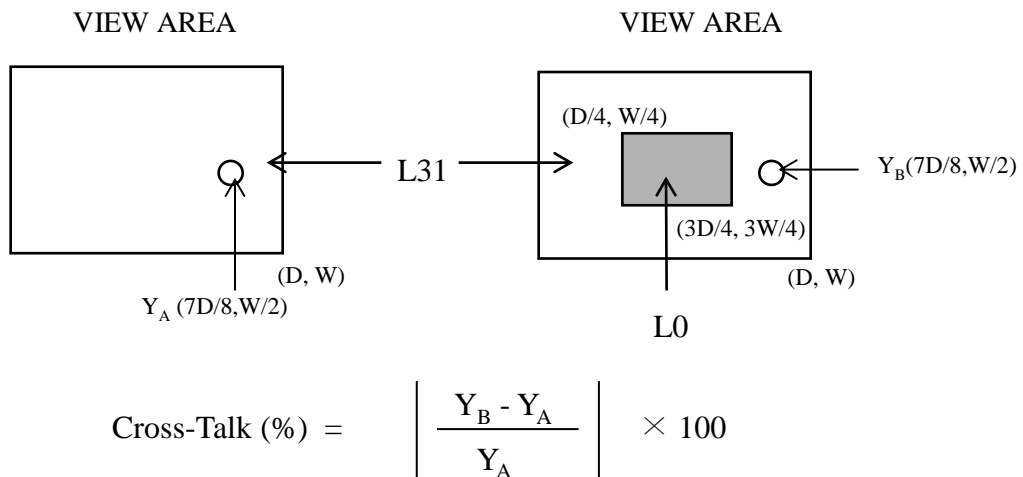 VIEW AREA
VIEW AREA
(D/4, W/4)
L31
Y_B(7D/8,W/2)
(3D/4, 3W/4)
(D, W)
(D, W)
Y_A (7D/8,W/2)
L0
Cross-Talk (%) = | Y_B - Y_A / Y_A | × 100